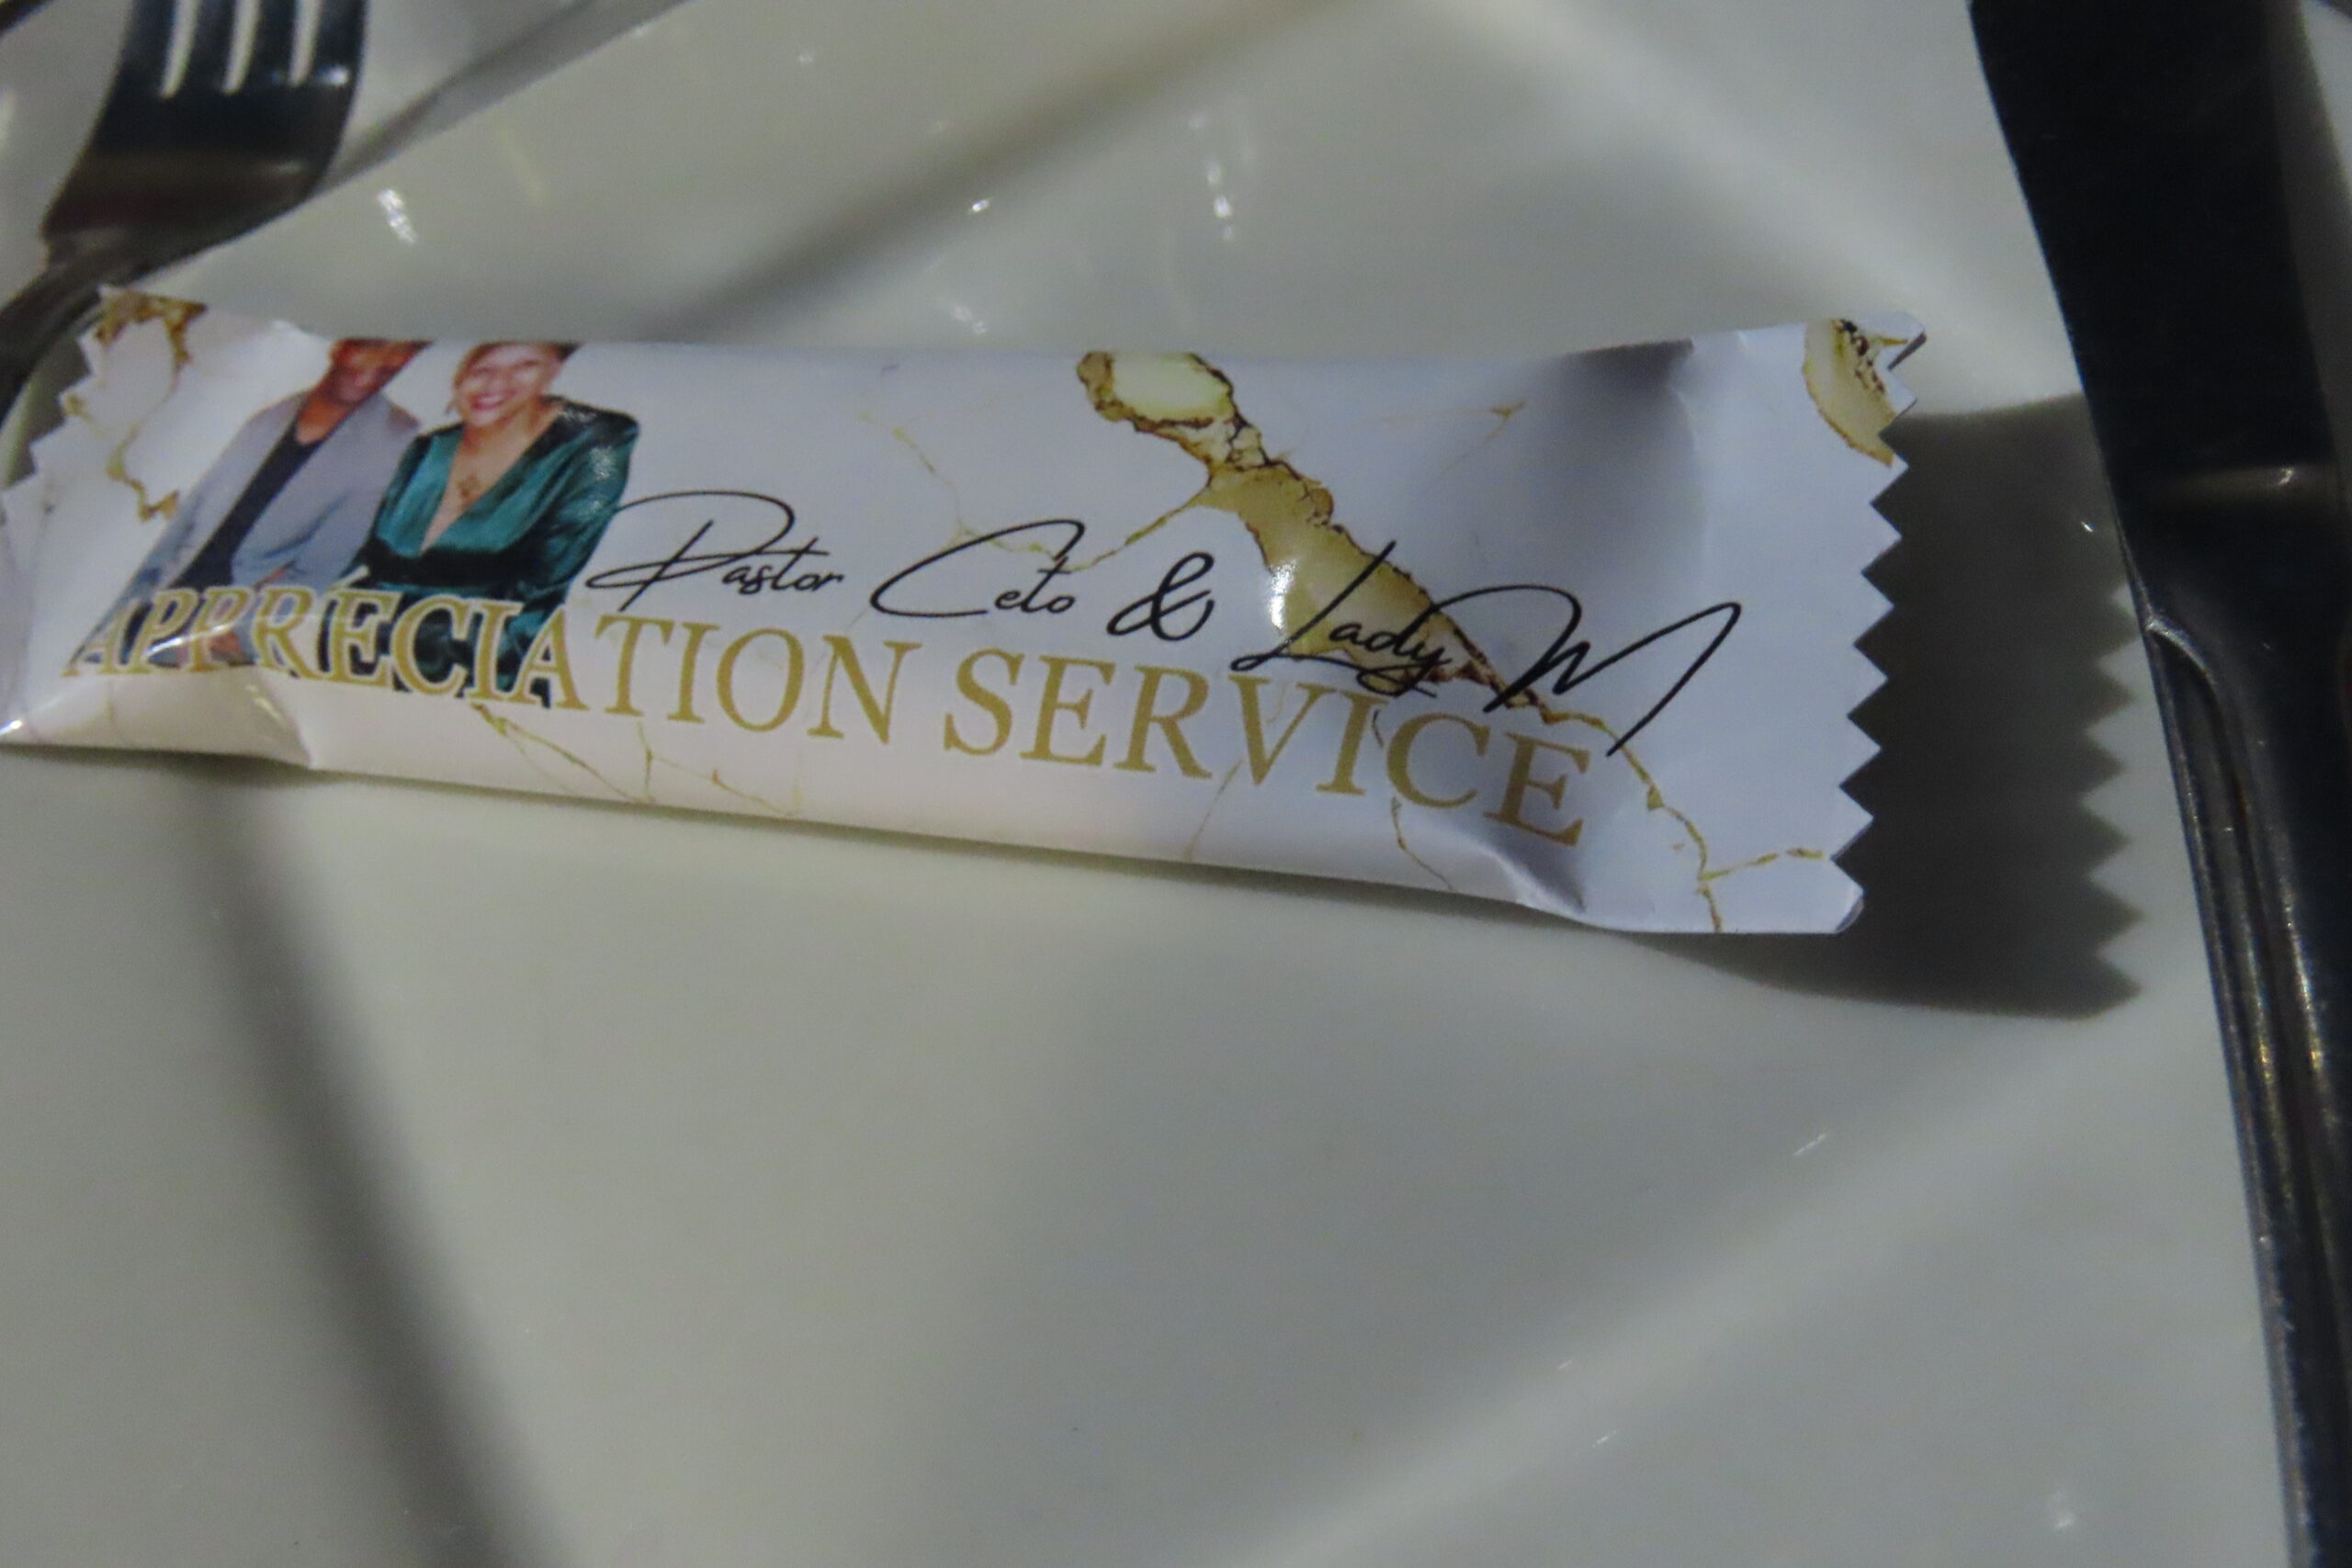 Pastor Ceto & Lady M
APPRECIATION SERVICE